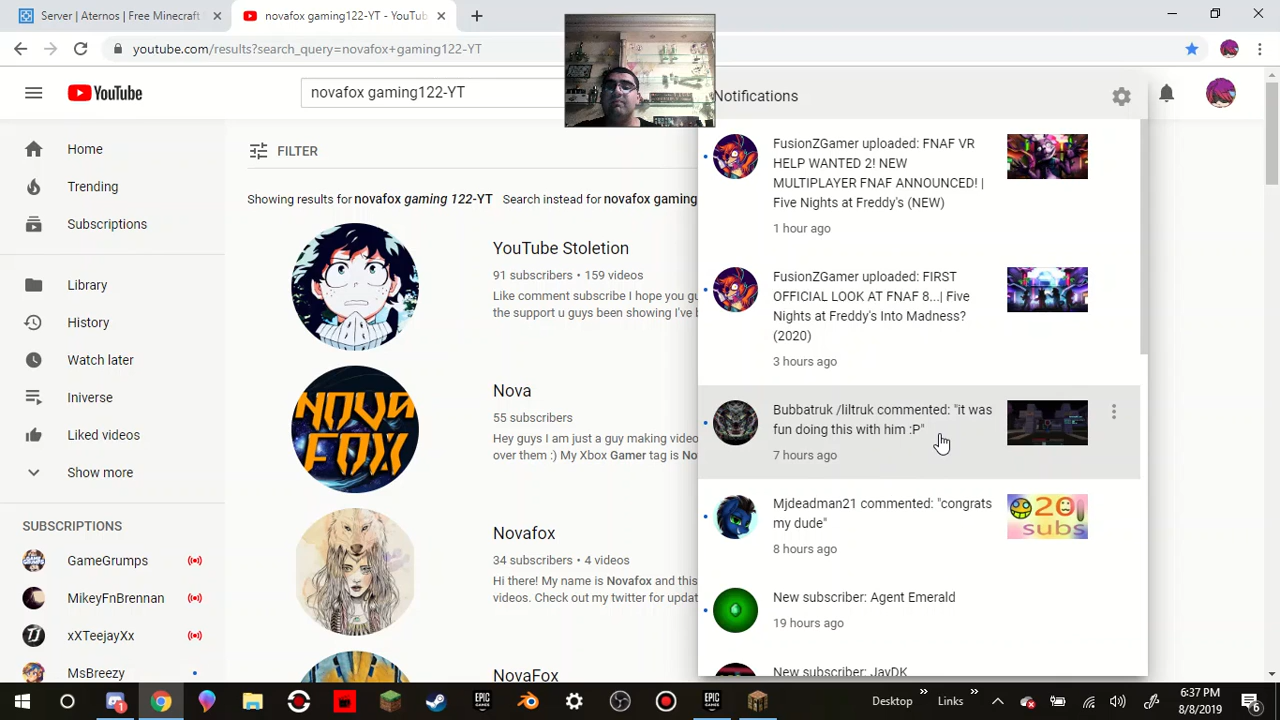 Server | Aternos | Free Minecraft
novafox gaming122-YT - YouTube
youtube.com/results?search_query=novafox+gaming122-YT
YouTube
novafox gaming122-YT
Home
Trending
Subscriptions
Library
History
Watch later
Iniverse
Liked videos
Show more
SUBSCRIPTIONS
GameGrumps
MikeyFnBrennan
xXTeejayXx
MsBreezy
FILTER
Showing results for novafox gaming 122-YT Search instead for novafox gaming
YouTube Stoletion
91 subscribers • 159 videos
Like comment subscribe I hope you
the support u guys been showing I've
NOVA
FOX
Nova
55 subscribers
Hey guys I am just a guy making video
over them :) My Xbox Gamer tag is
Novafox
34 subscribers • 4 videos
Hi there! My name is Novafox and this
videos. Check out my twitter for
NovaFox
Notifications
FusionZGamer uploaded: FNAF VR
HELP WANTED 2! NEW
MULTIPLAYER FNAF ANNOUNCED! |
Five Nights at Freddy's (NEW)
1 hour ago
FusionZGamer uploaded: FIRST
OFFICIAL LOOK AT FNAF 8...| Five
Nights at Freddy's Into Madness?
(2020)
3 hours ago
Bubbatruk /liltruk commented: "it was
fun doing this with him :P"
7 hours ago
Mjdeadman21 commented: "congrats
my dude"
8 hours ago
20
subs
New subscriber: Agent Emerald
19 hours ago
New subscriber: JayDK
EPIC
GAMES
EPIC
GAMES
Desktop
Links
6:37 PM
8/8/2019
1
6